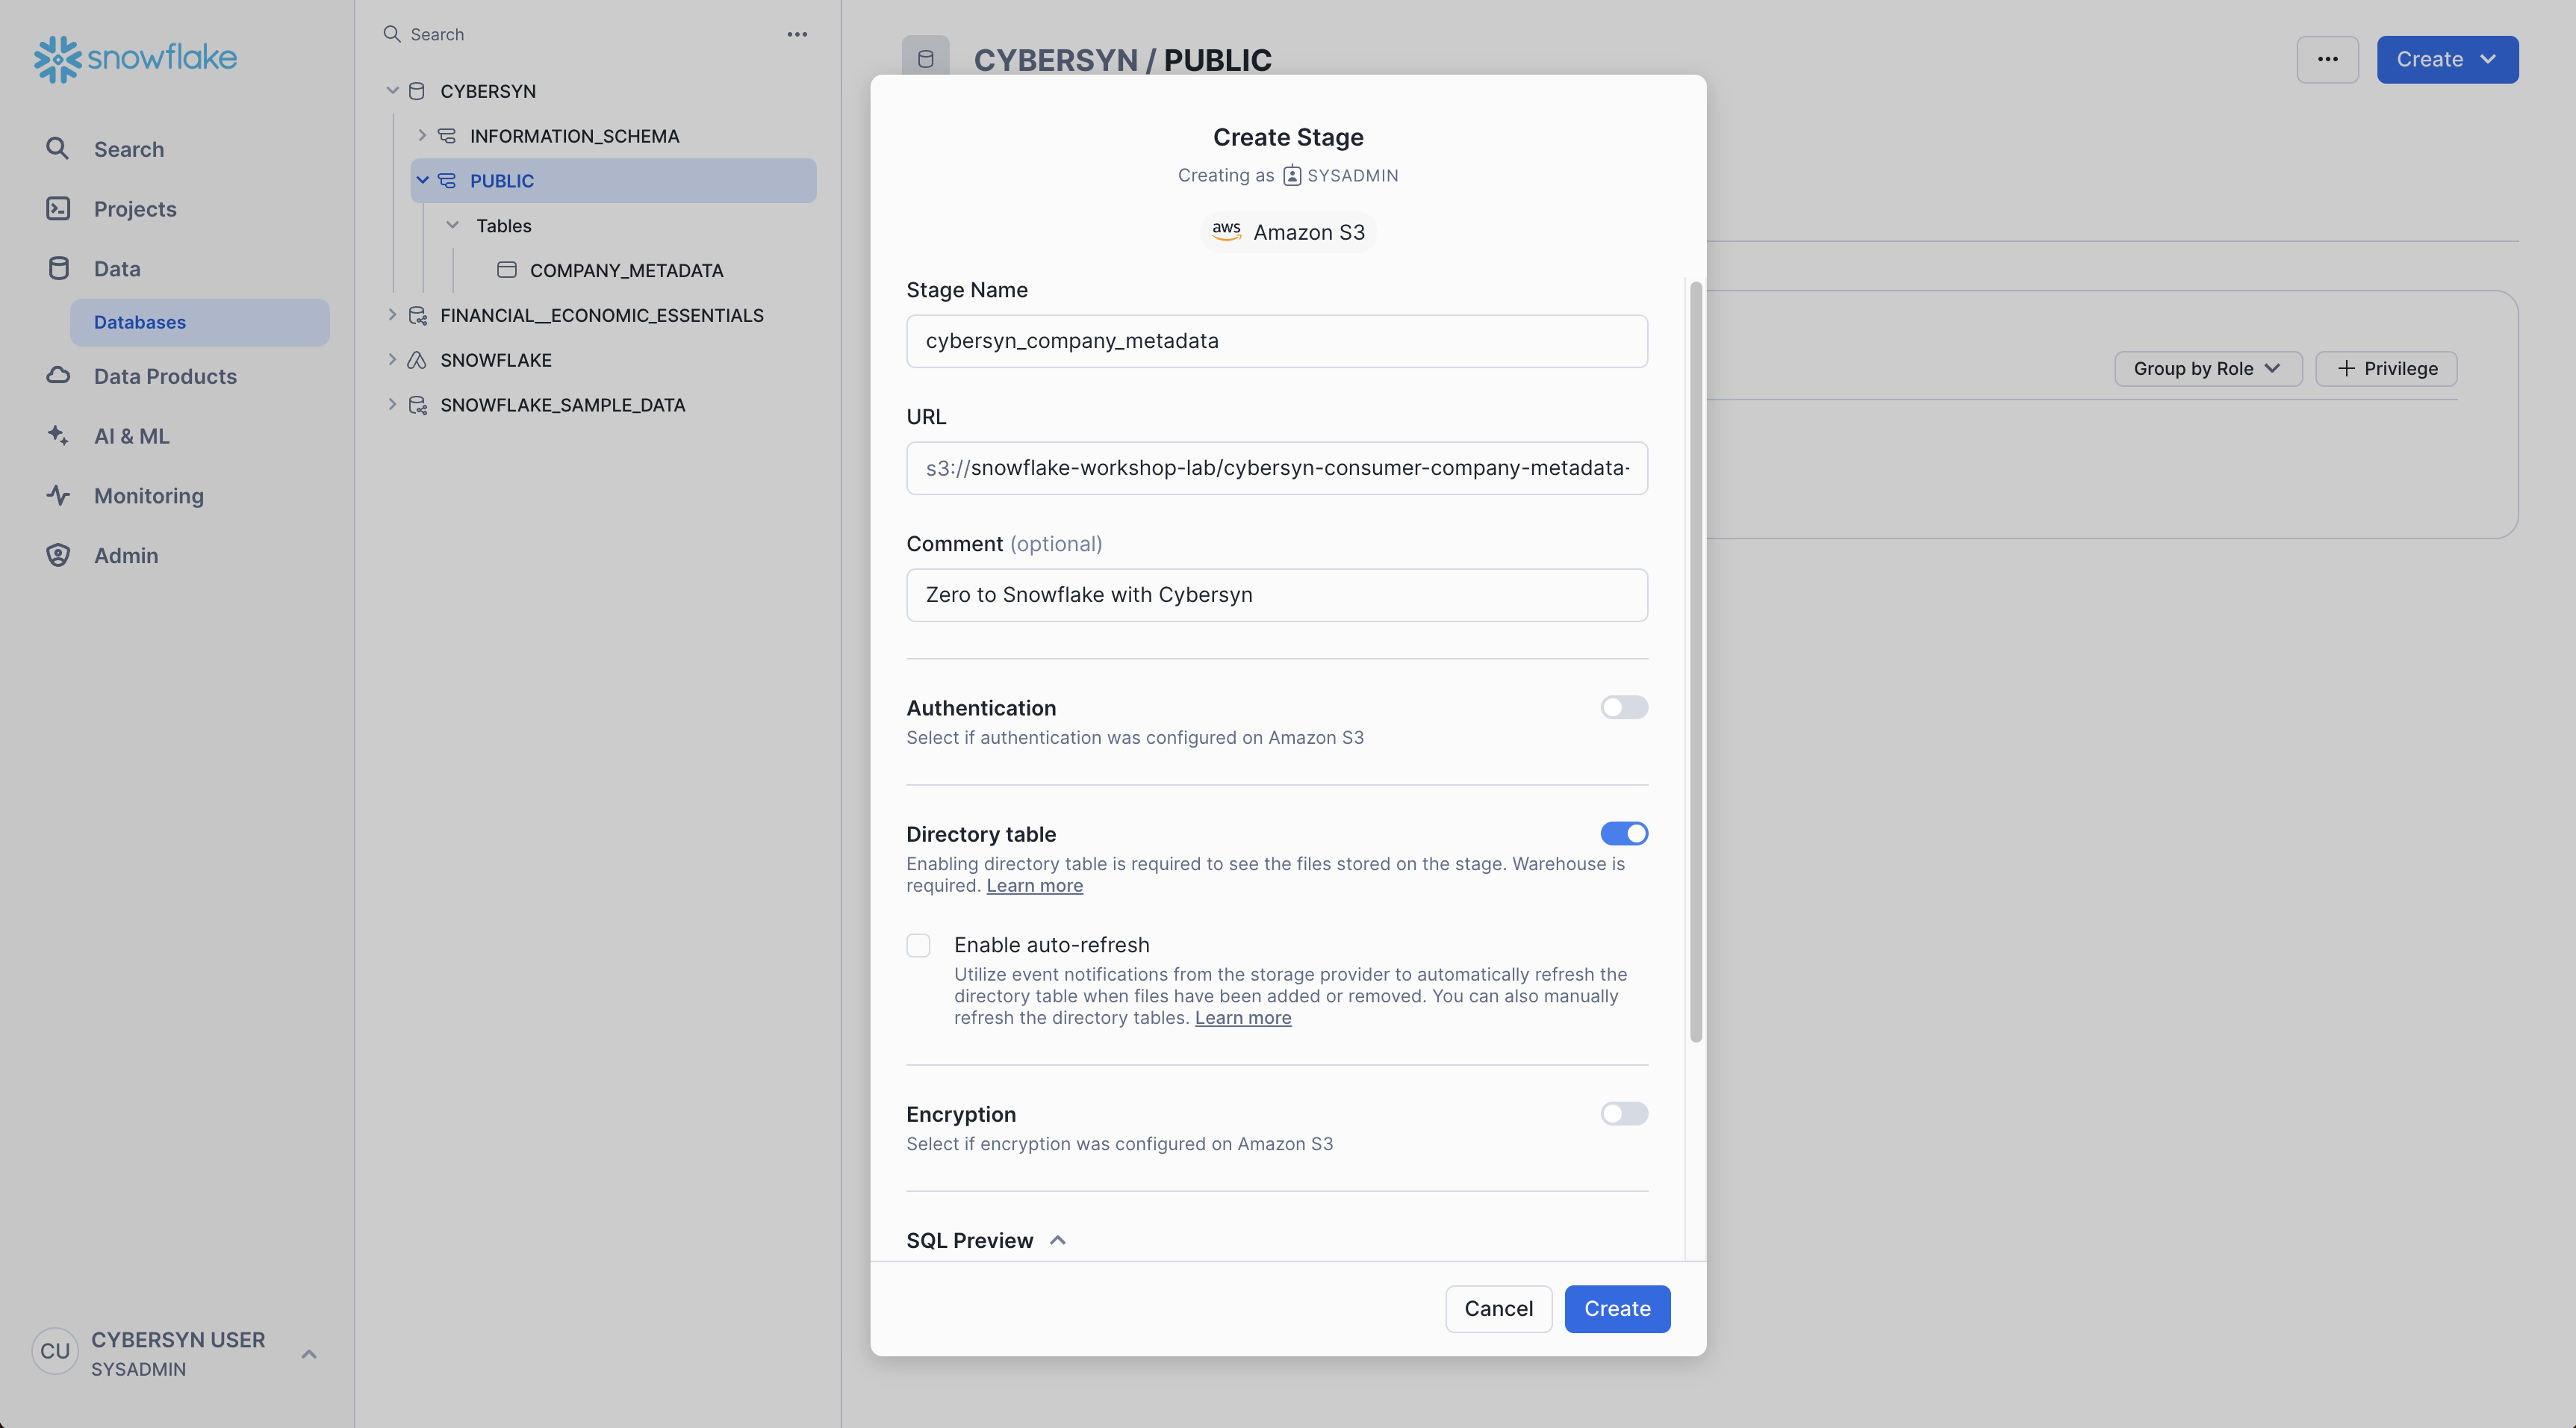 snowflake
Search
Projects
Data
Databases
Data Products
AI & ML
Monitoring
Admin
CU
CYBERSYN USER
SYSADMIN
Search
CYBERSYN
INFORMATION_SCHEMA
PUBLIC
Tables
COMPANY_METADATA
FINANCIAL__ECONOMIC_ESSENTIALS
SNOWFLAKE
SNOWFLAKE_SAMPLE_DATA
CYBERSYN / PUBLIC
Create
Group by Role
Privilege
Create Stage
Creating as SYSADMIN
aws Amazon S3
Stage Name
cybersyn_company_metadata
URL
s3://snowflake-workshop-lab/cybersyn-consumer-company-metadata-
Comment (optional)
Zero to Snowflake with Cybersyn
Authentication
Select if authentication was configured on Amazon S3
Directory table
Enabling directory table is required to see the files stored on the stage. Warehouse is
required. Learn more
Enable auto-refresh
Utilize event notifications from the storage provider to automatically refresh the
directory table when files have been added or removed. You can also manually
refresh the directory tables. Learn more
Encryption
Select if encryption was configured on Amazon S3
SQL Preview
Cancel
Create